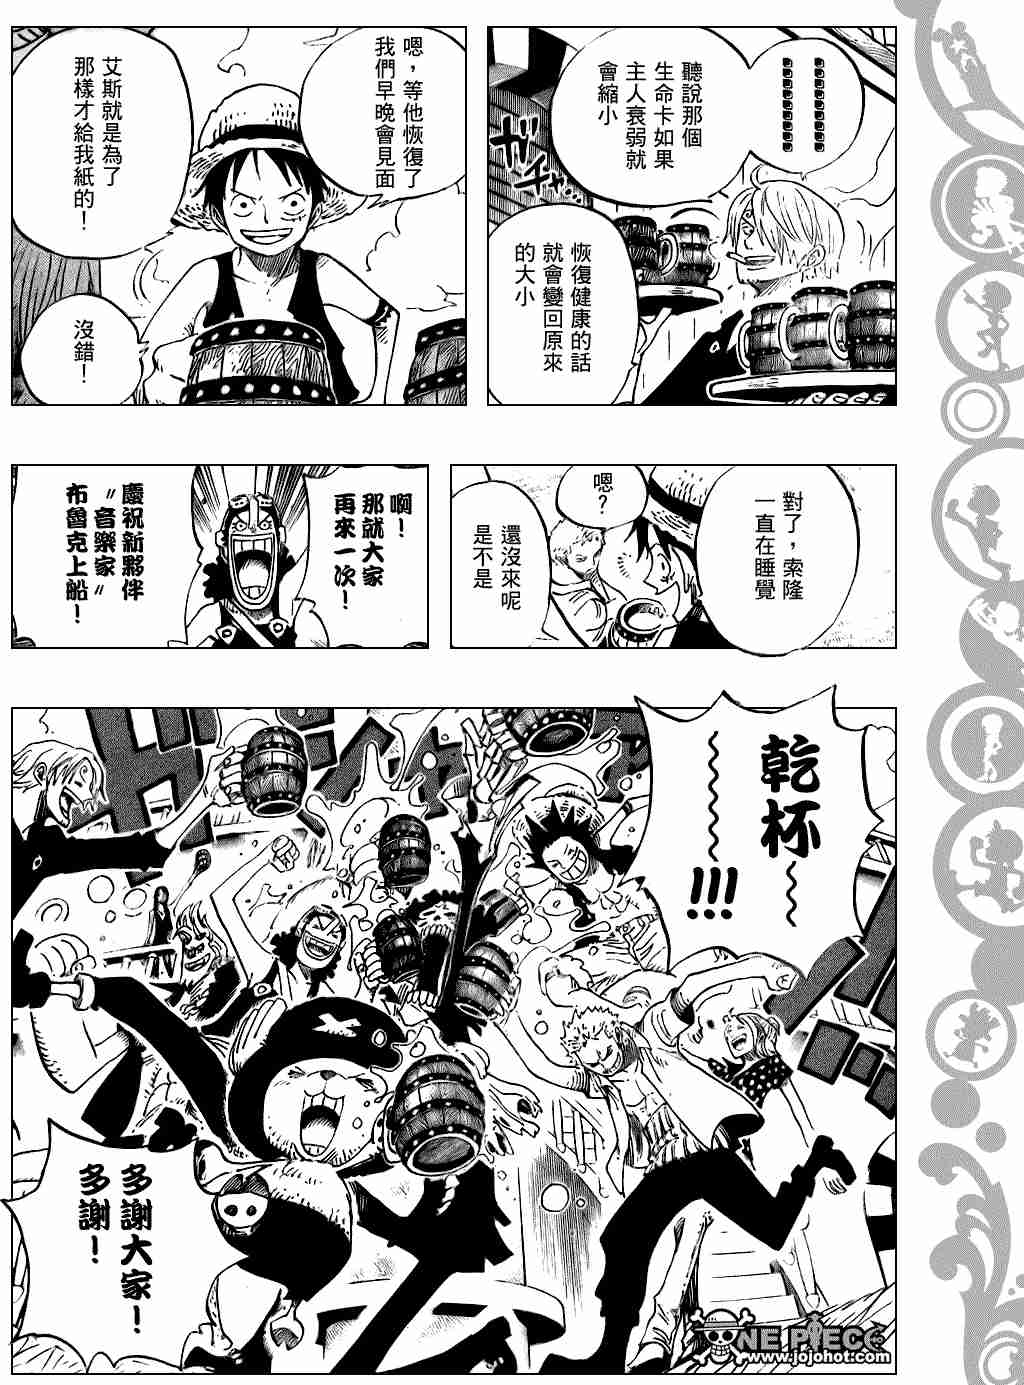 聽說那個
生命卡如果
主人衰弱就
會縮小
恢復健康的話
就會變回原來
的大小
ガチャ
嗯，等他恢復了
我們早晚會見面
艾斯就是為了
那樣才給我紙的！
沒錯！
對了，索隆
一直在睡覺
嗯？
還沒來呢
是不是
啊！
那就大家
再來一次！
慶祝新夥伴
〝音樂家〞
布魯克上船！
乾杯～
～～!!!
多謝大家！
多謝！
ONE PIECE
www.jojohot.com